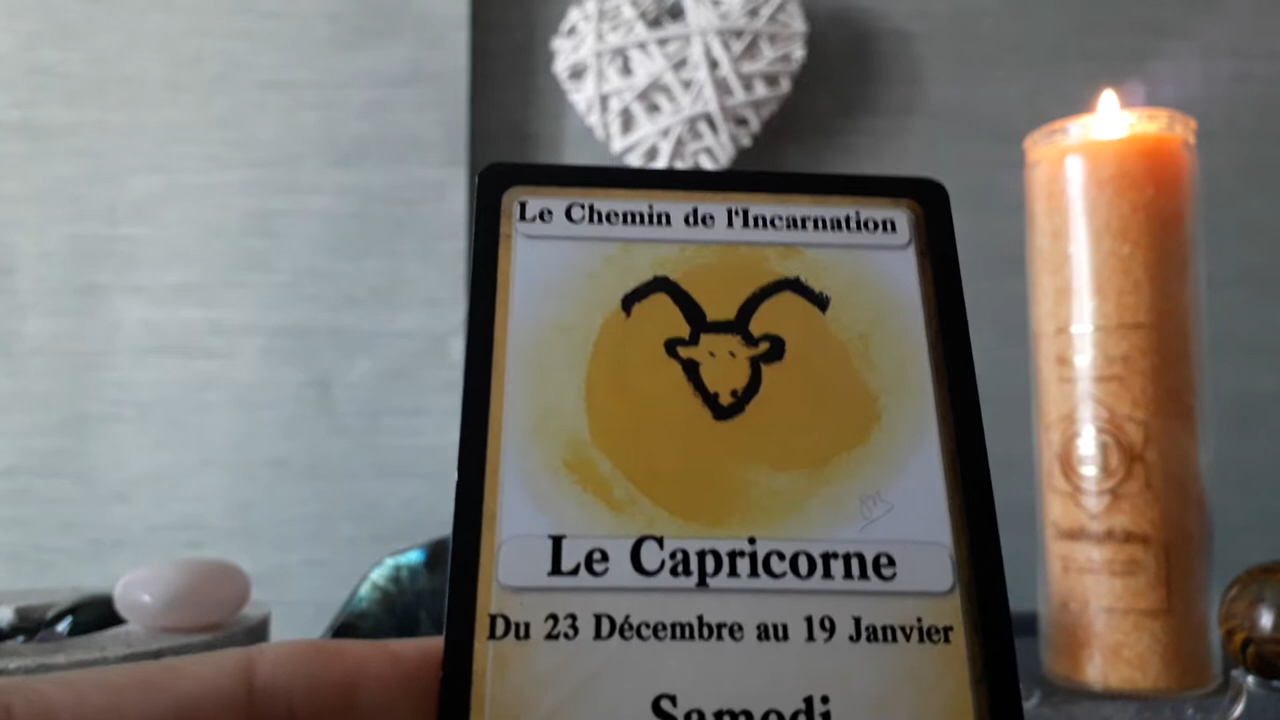 Le Chemin de l'Incarnation
Le Capricorne
Du 23 Décembre au 19 Janvier
Samedi